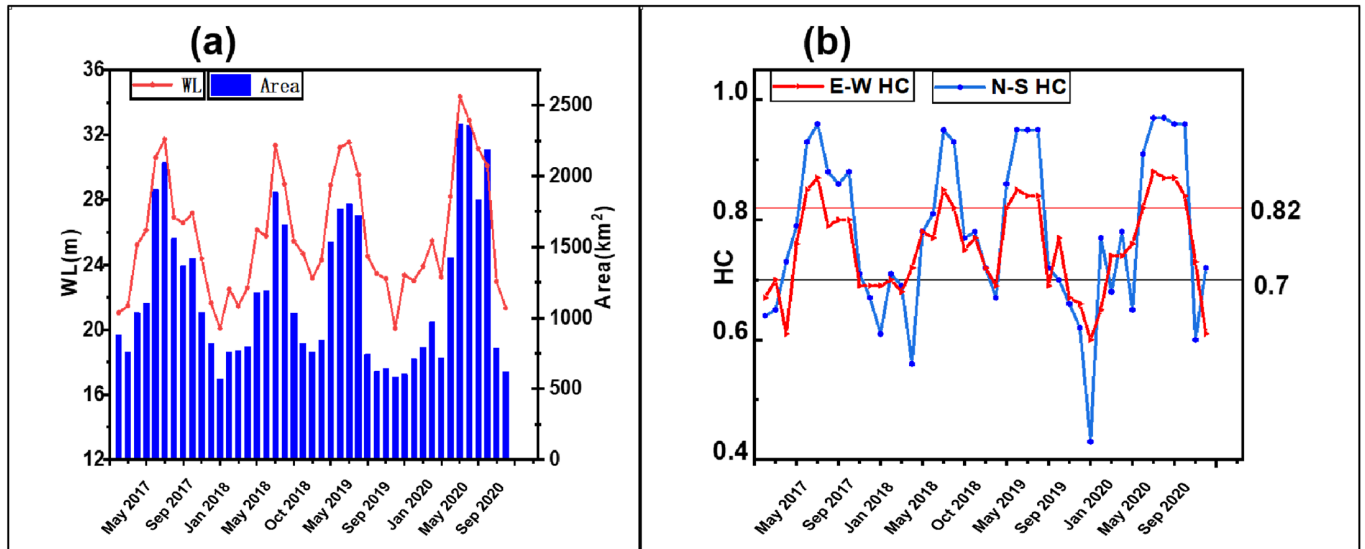 (a)
WL
Area
36
32
28
24
20
16
12
WL(m)
2500
2000
1500
1000
500
0
Area(km²)
May 2017
Sep 2017
Jan 2018
May 2018
Oct 2018
May 2019
Sep 2019
Jan 2020
May 2020
Sep 2020
(b)
E-W HC
N-S HC
1.0
0.8
0.6
0.4
HC
0.82
0.7
May 2017
Sep 2017
Jan 2018
May 2018
Oct 2018
May 2019
Sep 2019
Jan 2020
May 2020
Sep 2020